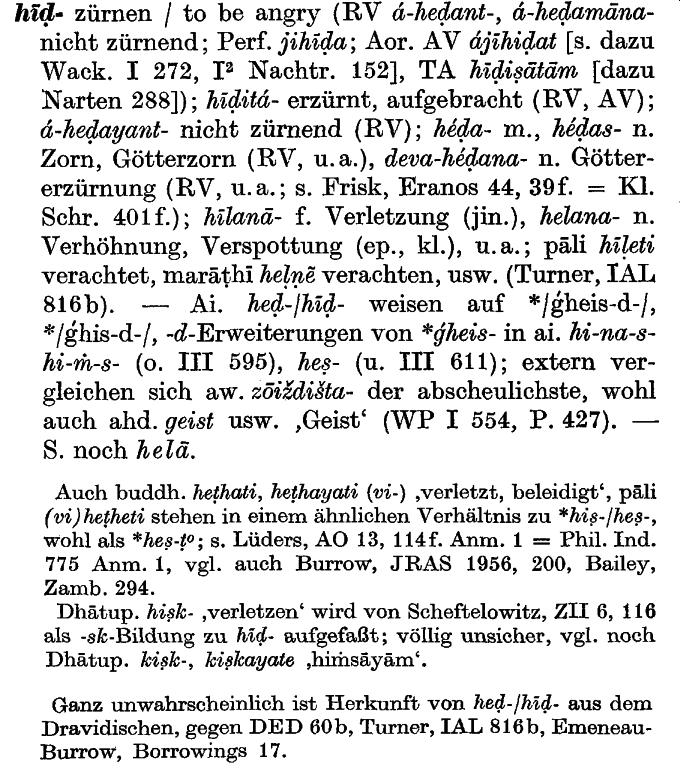 hīḍ- zürnen / to be angry (RV á-heḍant-, á-heḍamāna-
nicht zürnend; Perf. jihīḍa; Aor. AV ájīhiḍat [s. dazu
Wack. I 272, I² Nachtr. 152], TA hīḍiṣātām [dazu
Narten 288]); hīḍitá- erzürnt, aufgebracht (RV, AV);
á-heḍayant- nicht zürnend (RV); héḍa- m., héḍas- n.
Zorn, Götterzorn (RV, u. a.), deva-héḍana- n. Götter-
erzürnung (RV, u. a.; s. Frisk, Eranos 44, 39f. = Kl.
Schr. 401f.); hīlanā- f. Verletzung (jin.), helana- n.
Verhöhnung, Verspottung (ep., kl.), u. a.; pāli hīḷeti
verachtet, marāṭhī heḷṇẽ verachten, usw. (Turner, IAL
816b). — Ai. heḍ-/hīḍ- weisen auf */ǵheis-d-/,
*/ǵhis-d-/, -d-Erweiterungen von *ǵheis- in ai. hi-na-s-
hi-ṁ-s- (o. III 595), heṣ- (u. III 611); extern ver-
gleichen sich aw. zōiždišta- der abscheulichste, wohl
auch ahd. geist usw. ‚Geist‘ (WP I 554, P. 427). —
S. noch helā.
Auch buddh. heṭhati, heṭhayati (vi-) ‚verletzt, beleidigt‘, pāli
(vi)heṭheti stehen in einem ähnlichen Verhältnis zu *hiṣ-/heṣ-,
wohl als *heṣ-ṭº; s. Lüders, AO 13, 114f. Anm. 1 = Phil. Ind.
775 Anm. 1, vgl. auch Burrow, JRAS 1956, 200, Bailey,
Zamb. 294.
Dhātup. hiṣk- ‚verletzen‘ wird von Scheftelowitz, ZII 6, 116
als -sk-Bildung zu hīḍ- aufgefaßt; völlig unsicher, vgl. noch
Dhātup. kiṣk-, kiṣkayate ‚hiṁsāyām‘.
Ganz unwahrscheinlich ist Herkunft von heḍ-/hīḍ- aus dem
Dravidischen, gegen DED 60b, Turner, IAL 816b, Emeneau-
Burrow, Borrowings 17.